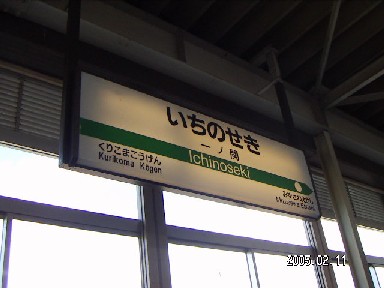 いちのせき
一ノ関
Ichinoseki
くりこまこうげん
Kurikoma Kōgen
2005.02.11